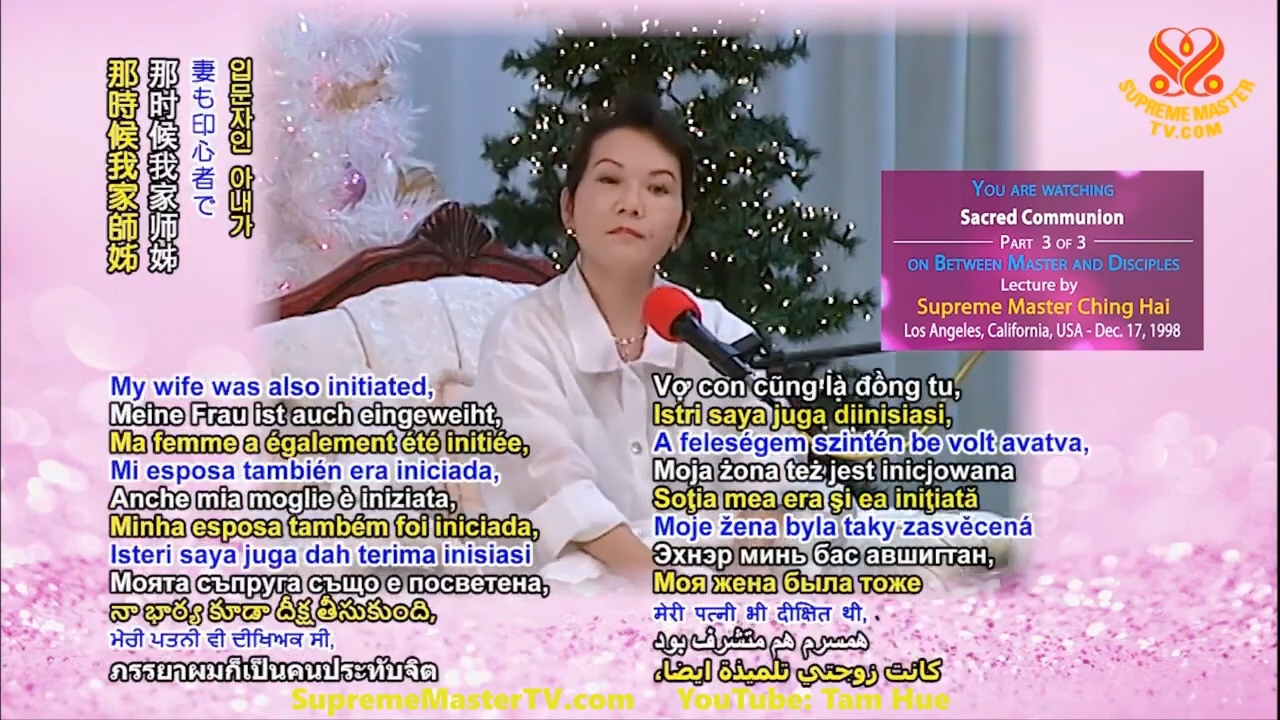 那時候我家師姊
那时候我家师姊
妻も印心者で
입문자인 아내가
SUPREME MASTER
TV.COM
YOU ARE WATCHING
Sacred Communion
PART 3 OF 3
ON BETWEEN MASTER AND DISCIPLES
Lecture by
Supreme Master Ching Hai
Los Angeles, California, USA - Dec. 17, 1998
My wife was also initiated,
Meine Frau ist auch eingeweiht,
Ma femme a également été initiée,
Mi esposa también era iniciada,
Anche mia moglie è iniziata,
Minha esposa também foi iniciada,
Isteri saya juga dah terima inisiasi
Моята съпруга също е посветена,
నా భార్య కూడా దీక్ష తీసుకుంది,
ਮੇਰੀ ਪਤਨੀ ਵੀ ਦੀਖਿਅਕ ਸੀ,
ภรรยาผมก็เป็นคนประทับจิต
Vợ con cũng là đồng tu,
Istri saya juga diinisiasi,
A feleségem szintén be volt avatva,
Moja żona też jest inicjowana
Soţia mea era şi ea iniţiată
Moje žena byla taky zasvěcená
Эхнэр минь бас авшигтан,
Моя жена была тоже
मेरी पत्नी भी दीक्षित थी,
همسرم هم متشرف بود
كانت زوجتي تلميذة ايضا،
SupremeMasterTV.com YouTube: Tam Hue